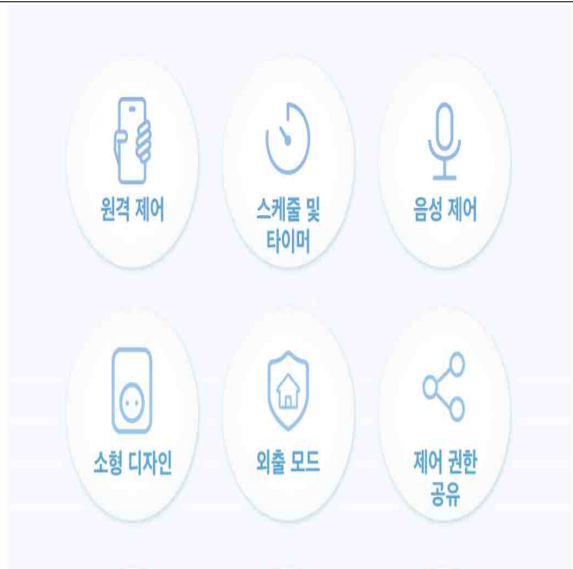 원격 제어
스케줄 및
타이머
음성 제어
소형 디자인
외출 모드
제어 권한
공유